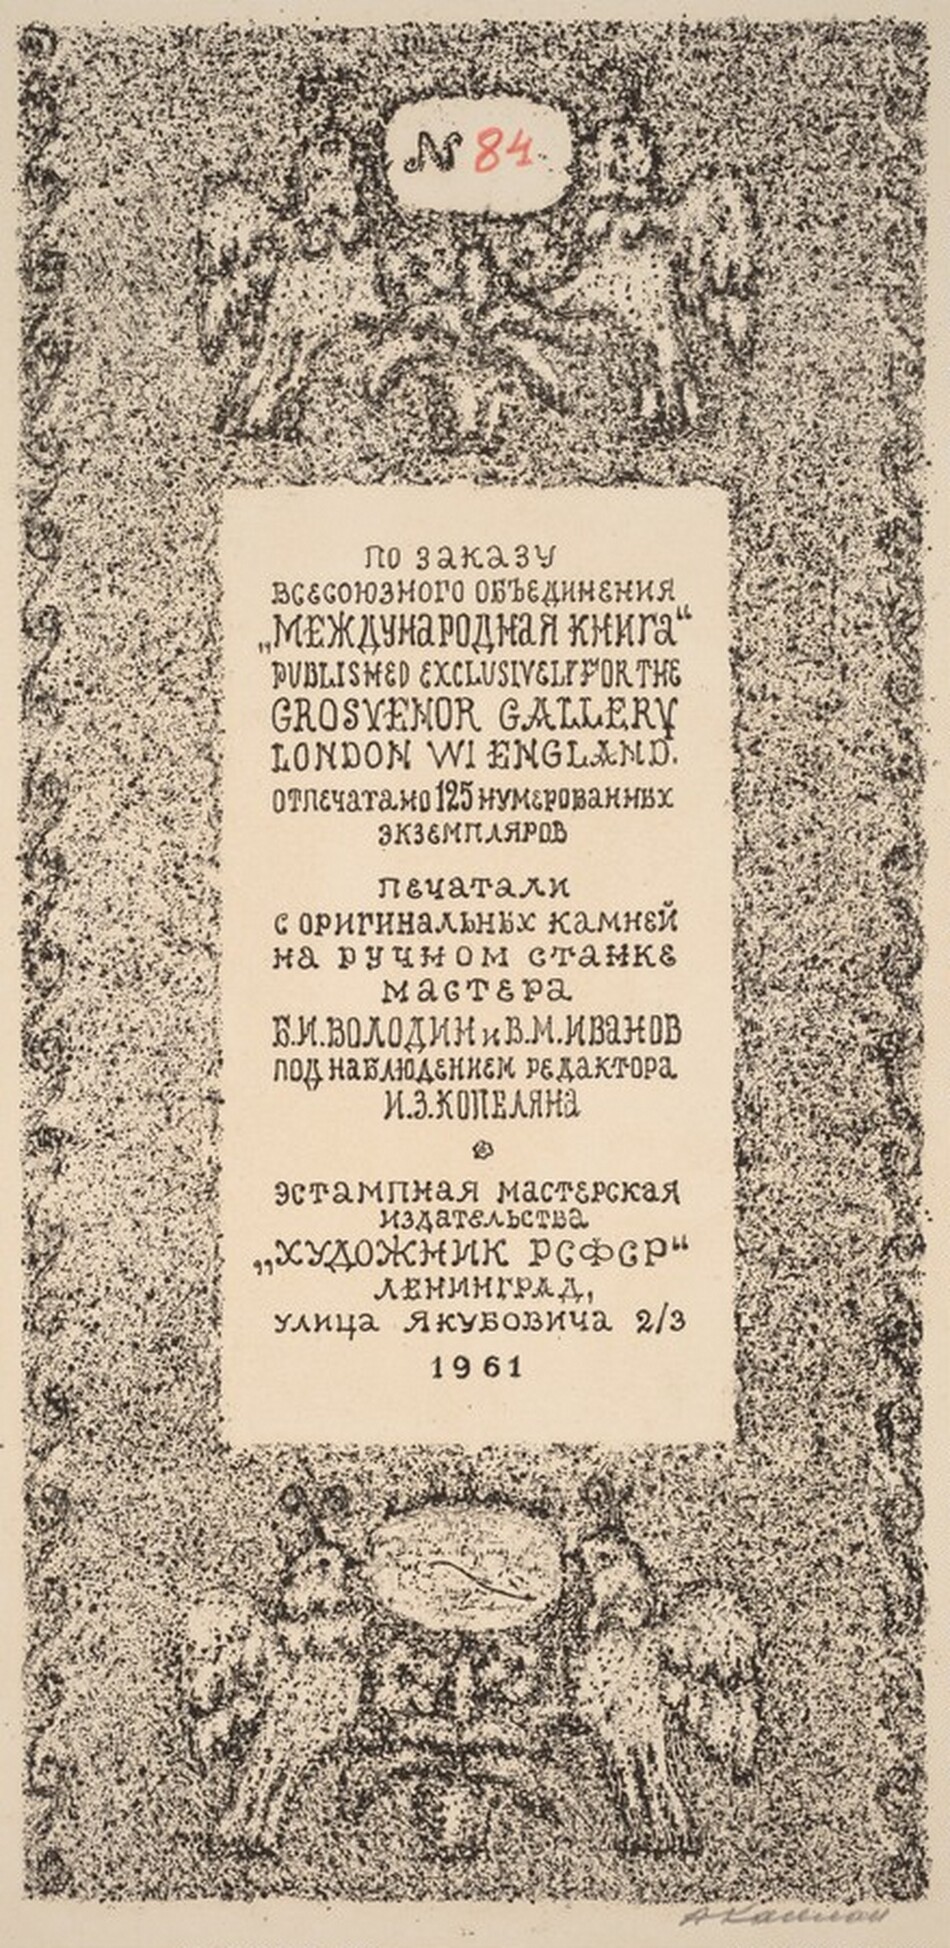 N 84
по заказу
всесоюзного объединения
„Международная книга“
PUBLISHED EXCLUSIVELY FOR THE
GROSVENOR GALLERY
LONDON W1 ENGLAND.
отпечатано 125 нумерованных
экземпляров
печатали
с оригинальных камней
на ручном станке
мастера
Б.И.Володин и В.М.Иванов
под наблюдением редактора
И.З.Копеляна
эстампная мастерская
издательства
„Художник РСФСР“
Ленинград,
улица Якубовича 2/3
1961
А Каплан